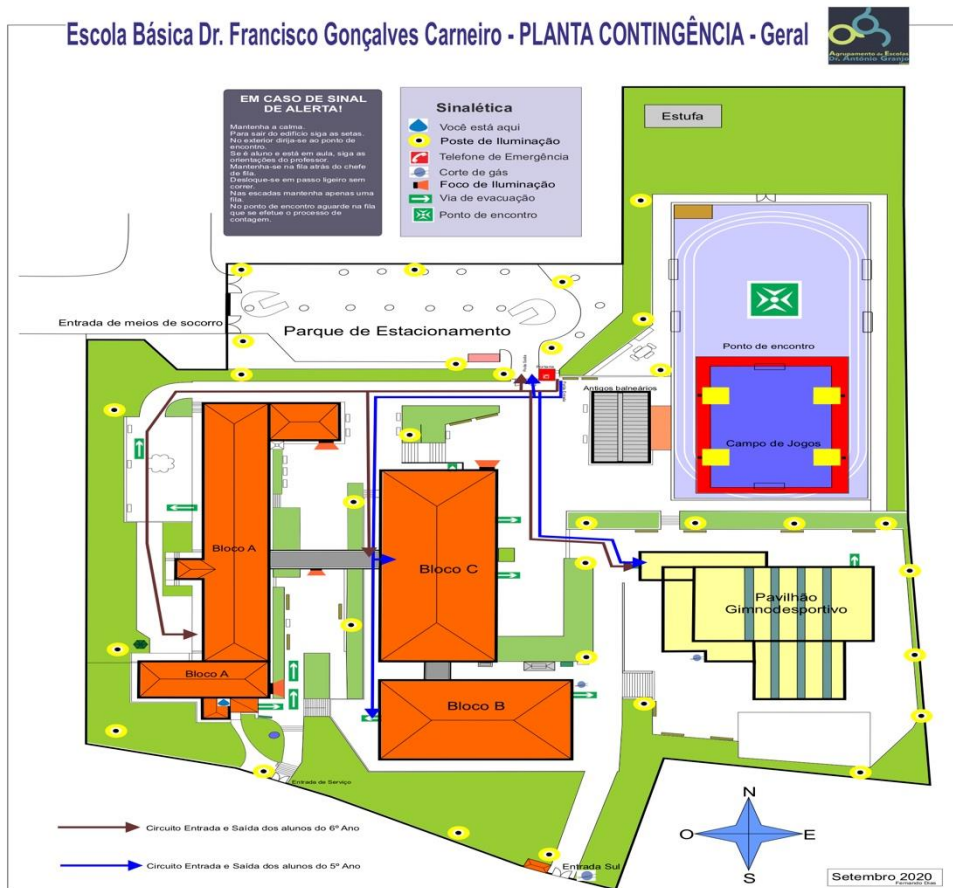 Escola Básica Dr. Francisco Gonçalves Carneiro - PLANTA CONTINGÊNCIA - Geral
Agrupamento de Escolas
Dr. António Granjo
EM CASO DE SINAL
DE ALERTA!
Mantenha a calma.
Para sair do edifício siga as setas.
No exterior dirija-se ao ponto de
encontro.
Se é aluno e está em aula, siga as
orientações do professor.
Mantenha-se na fila atrás do chefe
de fila.
Desloque-se em passo ligeiro sem
correr.
Nas escadas mantenha apenas uma
fila.
No ponto de encontro aguarde na fila
que se efetue o processo de
contagem.
Sinalética
Você está aqui
Poste de Iluminação
Telefone de Emergência
Corte de gás
Foco de Iluminação
Via de evacuação
Ponto de encontro
Estufa
Entrada de meios de socorro
Parque de Estacionamento
Ponto de encontro
Antigos balneários
Campo de Jogos
Bloco A
Bloco C
Pavilhão
Gimnodesportivo
Bloco A
Bloco B
Entrada de Serviço
Entrada Sul
Circuito Entrada e Saída dos alunos do 6º Ano
Circuito Entrada e Saída dos alunos do 5º Ano
N
O
E
S
Setembro 2020
Fernando Dias